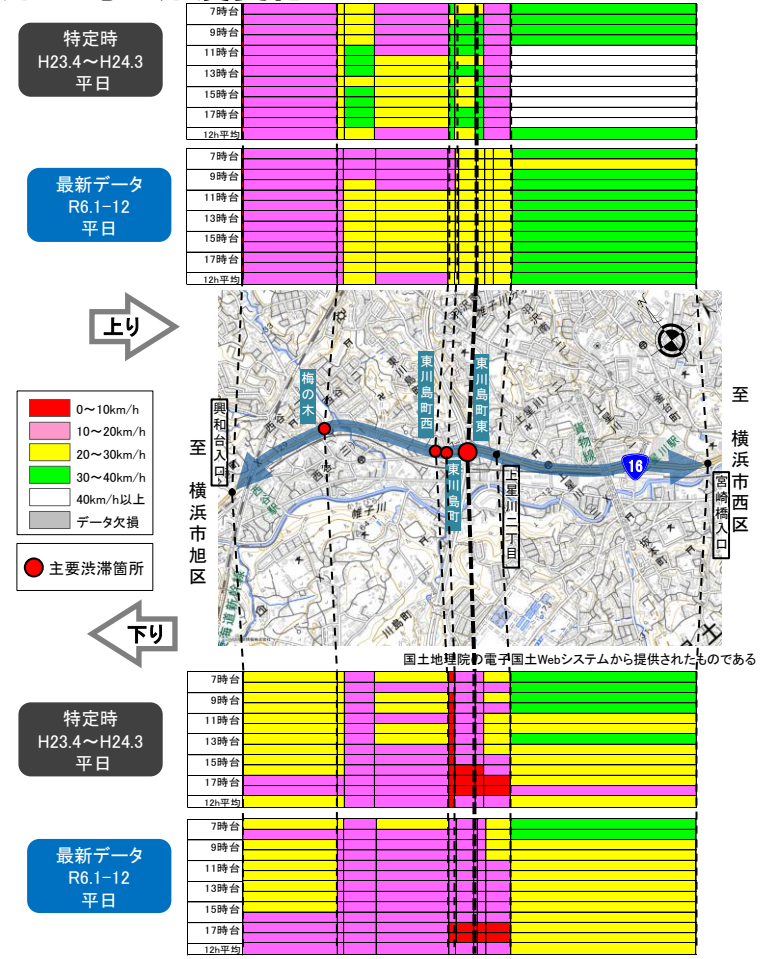 7時台
9時台
11時台
13時台
15時台
17時台
12h平均
特定時
H23.4～H24.3
平日
7時台
9時台
11時台
13時台
15時台
17時台
12h平均
最新データ
R6.1-12
平日
上り
0～10km/h
10～20km/h
20～30km/h
30～40km/h
40km/h以上
データ欠損
主要渋滞箇所
下り
至 横浜市旭区
興和台入口
梅の木
東川島町西
東川島町
東川島町東
上星川二丁目
16
宮崎橋入口
至 横浜市西区
西谷駅
帷子川
川島町
貨物線
国土地理院の電子国土Webシステムから提供されたものである
7時台
9時台
11時台
13時台
15時台
17時台
12h平均
特定時
H23.4～H24.3
平日
7時台
9時台
11時台
13時台
15時台
17時台
12h平均
最新データ
R6.1-12
平日